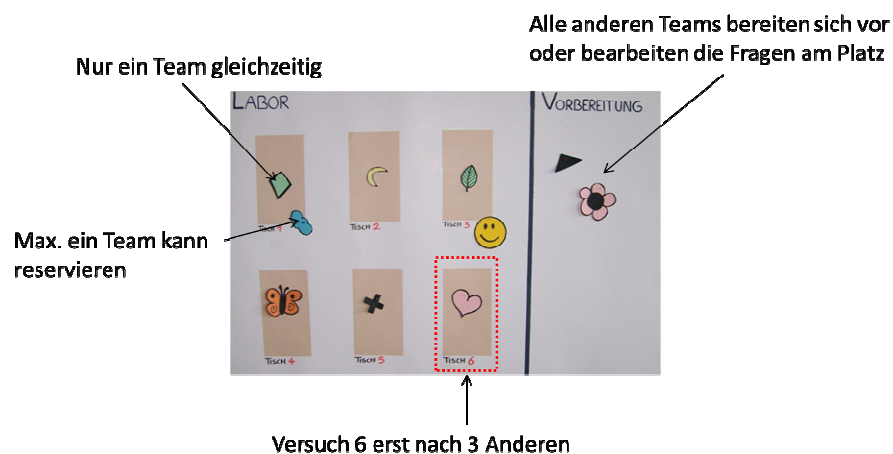 Alle anderen Teams bereiten sich vor
oder bearbeiten die Fragen am Platz
Nur ein Team gleichzeitig
LABOR
VORBEREITUNG
TISCH 1
TISCH 2
TISCH 3
Max. ein Team kann
reservieren
TISCH 4
TISCH 5
TISCH 6
Versuch 6 erst nach 3 Anderen